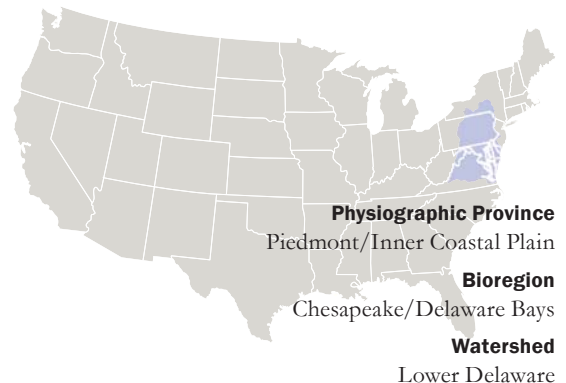 Physiographic Province
Piedmont/Inner Coastal Plain
Bioregion
Chesapeake/Delaware Bays
Watershed
Lower Delaware